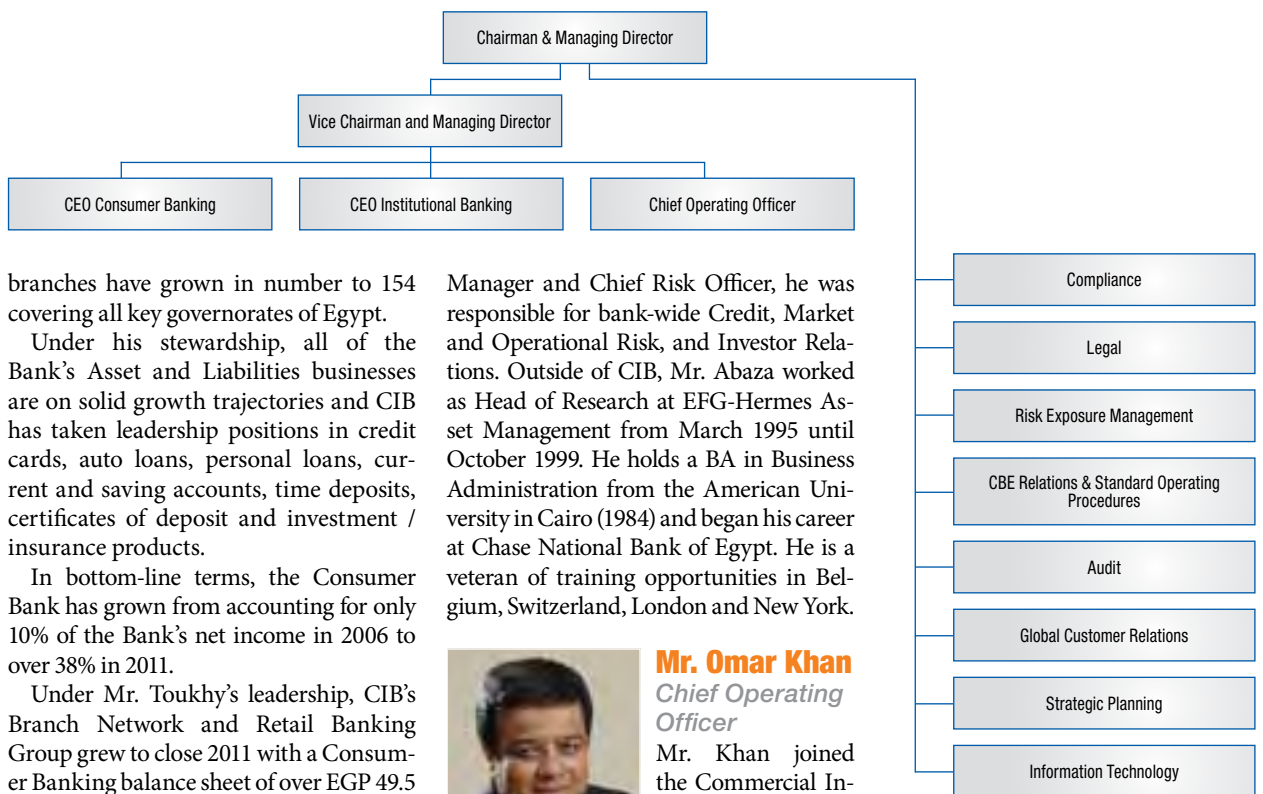 Chairman & Managing Director
Vice Chairman and Managing Director
CEO Consumer Banking
CEO Institutional Banking
Chief Operating Officer
branches have grown in number to 154
covering all key governorates of Egypt.
Under his stewardship, all of the
Bank’s Asset and Liabilities businesses
are on solid growth trajectories and CIB
has taken leadership positions in credit
cards, auto loans, personal loans, cur-
rent and saving accounts, time deposits,
certificates of deposit and investment /
insurance products.
In bottom-line terms, the Consumer
Bank has grown from accounting for only
10% of the Bank’s net income in 2006 to
over 38% in 2011.
Under Mr. Toukhy’s leadership, CIB’s
Branch Network and Retail Banking
Group grew to close 2011 with a Consum-
er Banking balance sheet of over EGP 49.5
Manager and Chief Risk Officer, he was
responsible for bank-wide Credit, Market
and Operational Risk, and Investor Rela-
tions. Outside of CIB, Mr. Abaza worked
as Head of Research at EFG-Hermes As-
set Management from March 1995 until
October 1999. He holds a BA in Business
Administration from the American Uni-
versity in Cairo (1984) and began his career
at Chase National Bank of Egypt. He is a
veteran of training opportunities in Bel-
gium, Switzerland, London and New York.
Mr. Omar Khan
Chief Operating
Officer
Mr. Khan joined
the Commercial In-
Compliance
Legal
Risk Exposure Management
CBE Relations & Standard Operating
Procedures
Audit
Global Customer Relations
Strategic Planning
Information Technology